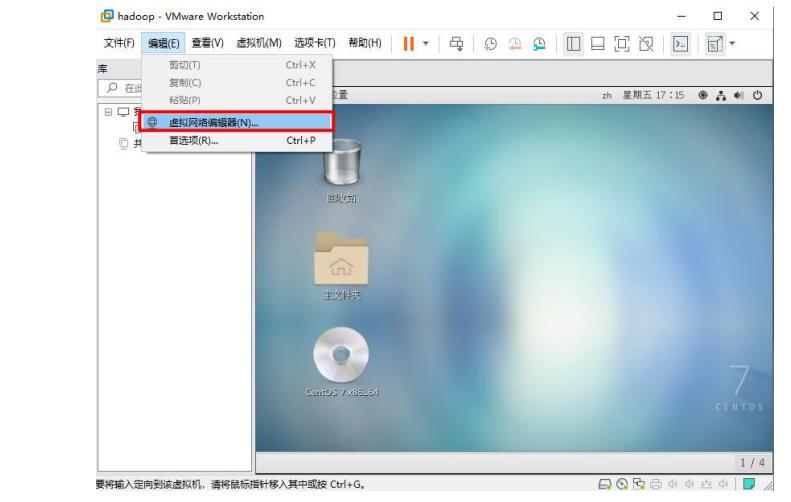 hadoop - VMware Workstation
文件(F) 编辑(E) 查看(V) 虚拟机(M) 选项卡(T) 帮助(H)
库
剪切(T) Ctrl+X
复制(C) Ctrl+C
粘贴(P) Ctrl+V
虚拟网络编辑器(N)...
首选项(R)... Ctrl+P
在
位置
zh 星期五 17：15
我
共
回收站
主文件夹
CentOS 7 x86_64
7
CENTOS
1 / 4
要将输入定向到该虚拟机，请将鼠标指针移入其中或按 Ctrl+G。